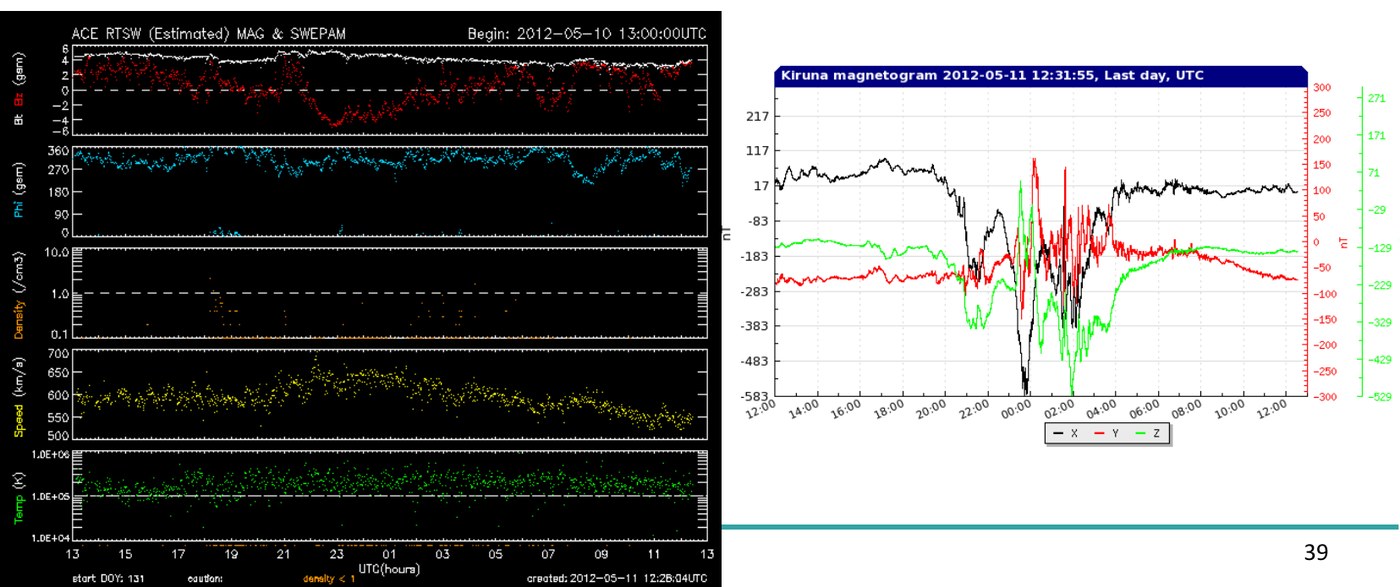 ACE RTSW (Estimated) MAG & SWEPAM
Begin: 2012-05-10 13:00:00UTC
Bt Bz (gsm)
6
4
2
0
-2
-4
-6
Phi (gsm)
360
270
180
90
0
Density (/cm3)
10.0
1.0
0.1
Speed (km/s)
700
650
600
550
500
Temp (K)
1.0E+06
1.0E+05
1.0E+04
13 15 17 19 21 23 01 03 05 07 09 11 13
UTC(hours)
start DOY: 131 caution: density < 1 created: 2012-05-11 12:28:04UTC
Kiruna magnetogram 2012-05-11 12:31:55, Last day, UTC
nT
217
117
17
-83
-183
-283
-383
-483
-583
12:00 14:00 16:00 18:00 20:00 22:00 00:00 02:00 04:00 06:00 08:00 10:00 12:00
300
250
200
150
100
50
0
-50
-100
-150
-200
-250
-300
nT
271
171
71
-29
-129
-229
-329
-429
-529
X Y Z
39